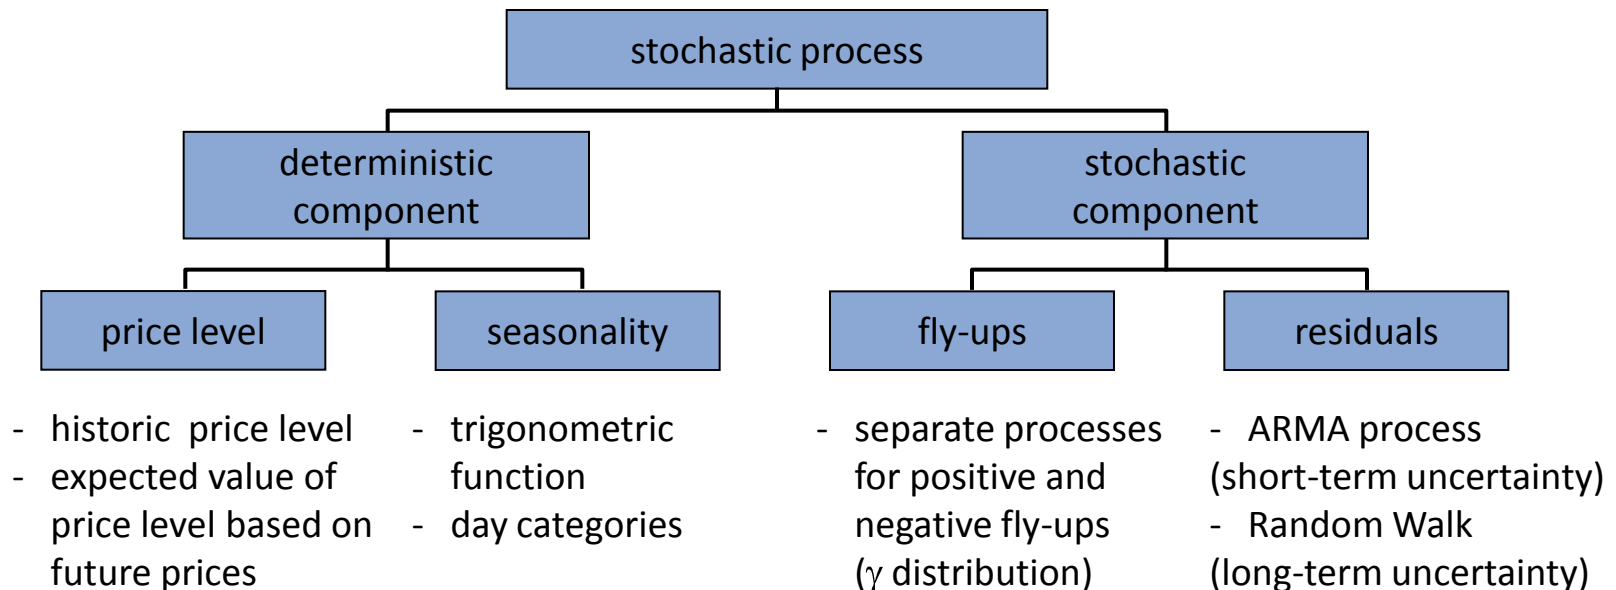 stochastic process
deterministic
component
stochastic
component
price level
seasonality
fly-ups
residuals
- historic price level
- expected value of
price level based on
future prices
- trigonometric
function
- day categories
- separate processes
for positive and
negative fly-ups
(γ distribution)
- ARMA process
(short-term uncertainty)
- Random Walk
(long-term uncertainty)